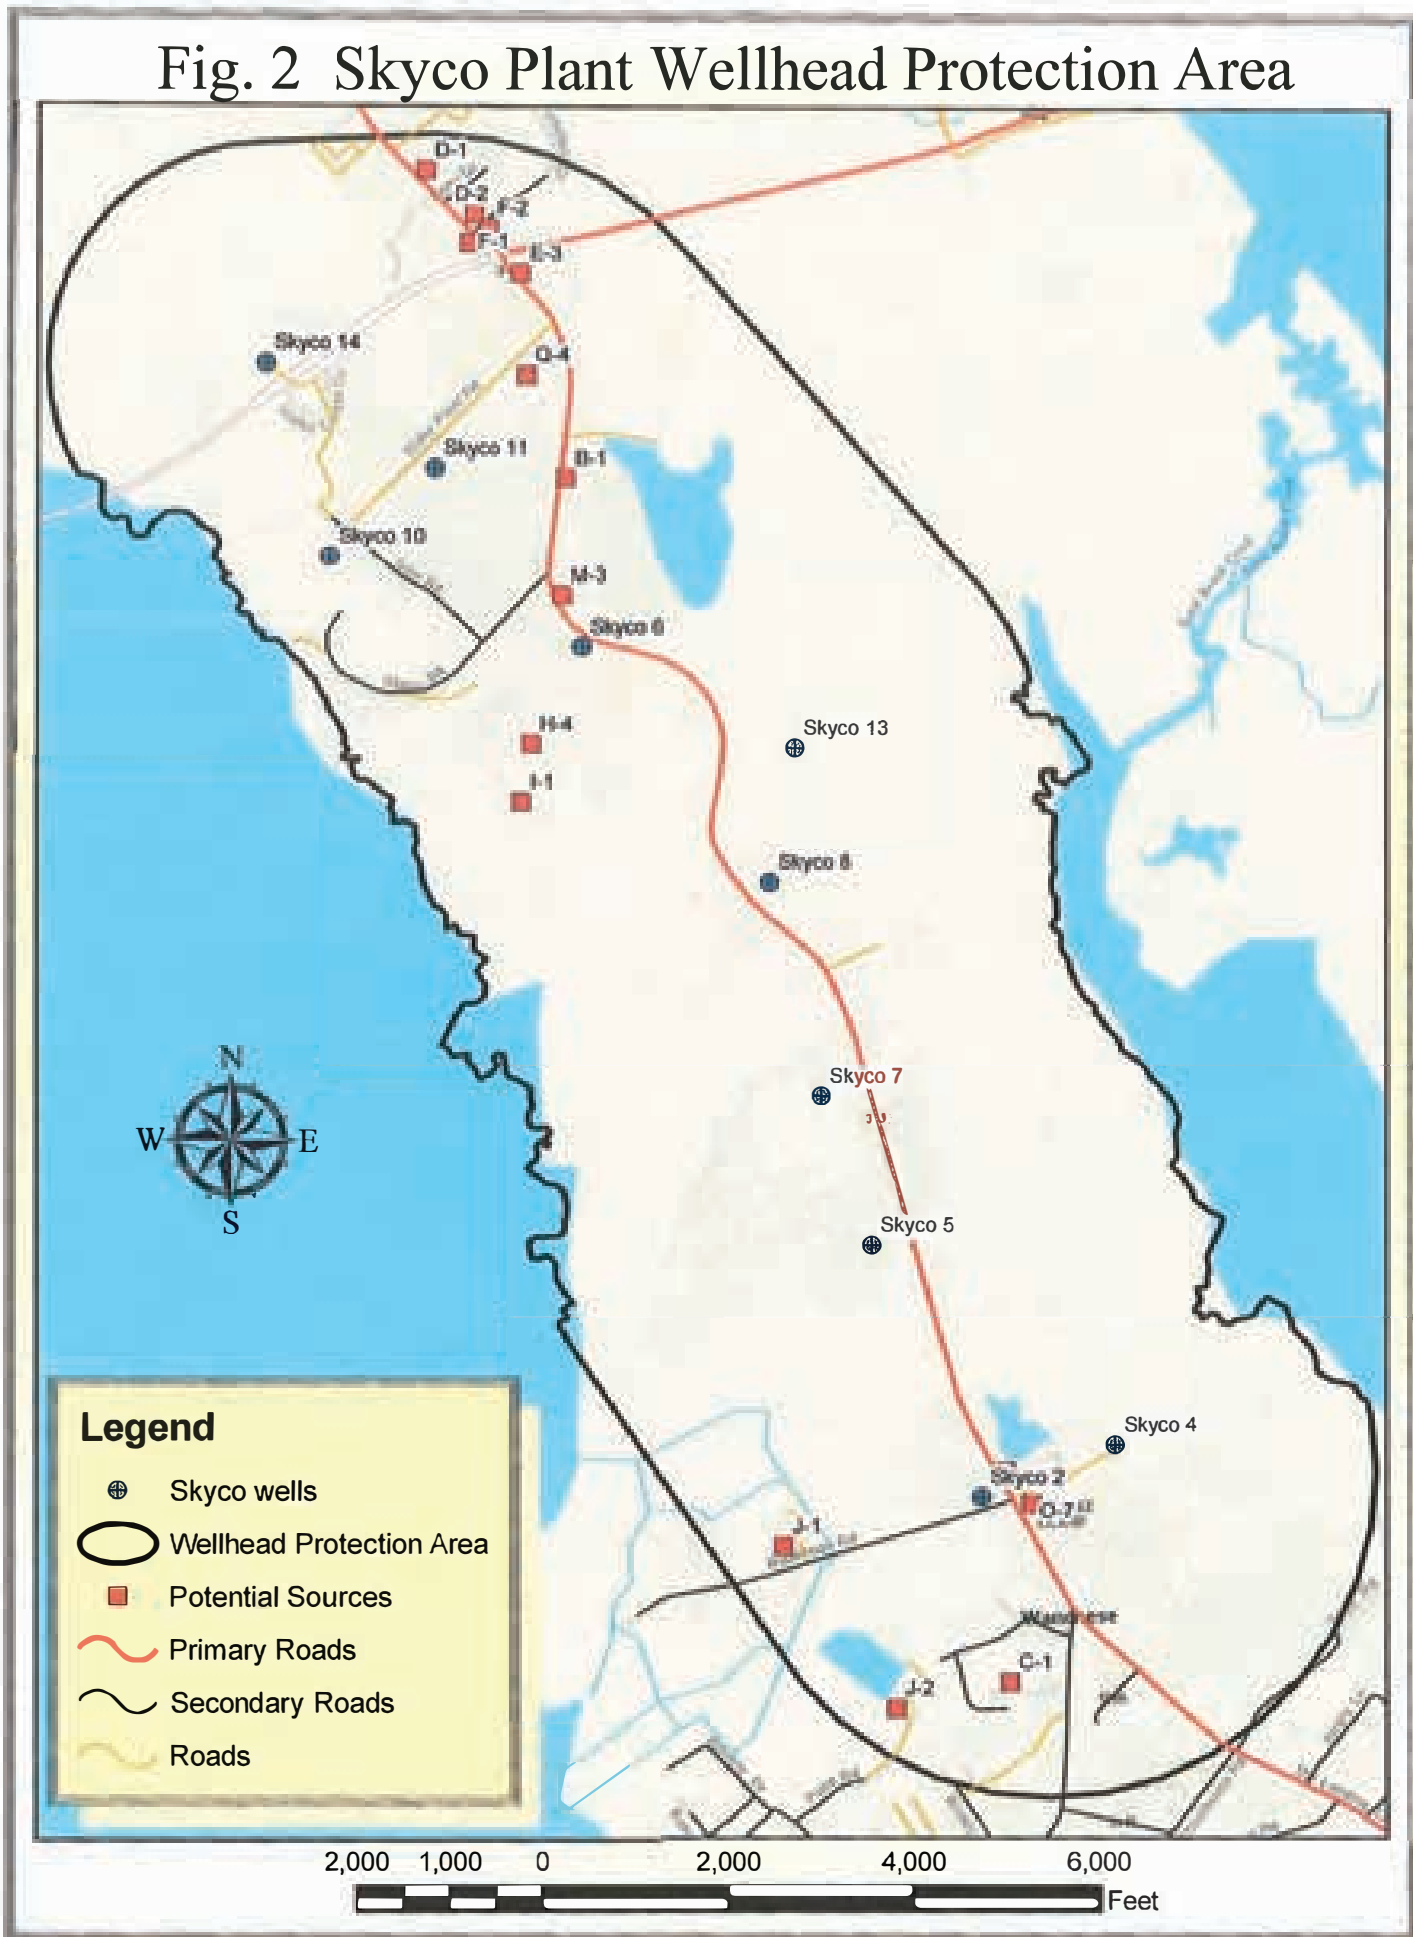 Fig. 2 Skyco Plant Wellhead Protection Area
D-1
D-2
F-2
F-1
E-3
Skyco 14
Q-4
Skyco 11
B-1
Skyco 10
M-3
Skyco 6
H-4
Skyco 13
I-1
Skyco 8
Skyco 7
N
W
E
S
Skyco 5
Skyco 4
Skyco 2
O-7
J-1
Wanchese
C-1
J-2
Legend
Skyco wells
Wellhead Protection Area
Potential Sources
Primary Roads
Secondary Roads
Roads
2,000 1,000 0 2,000 4,000 6,000
Feet